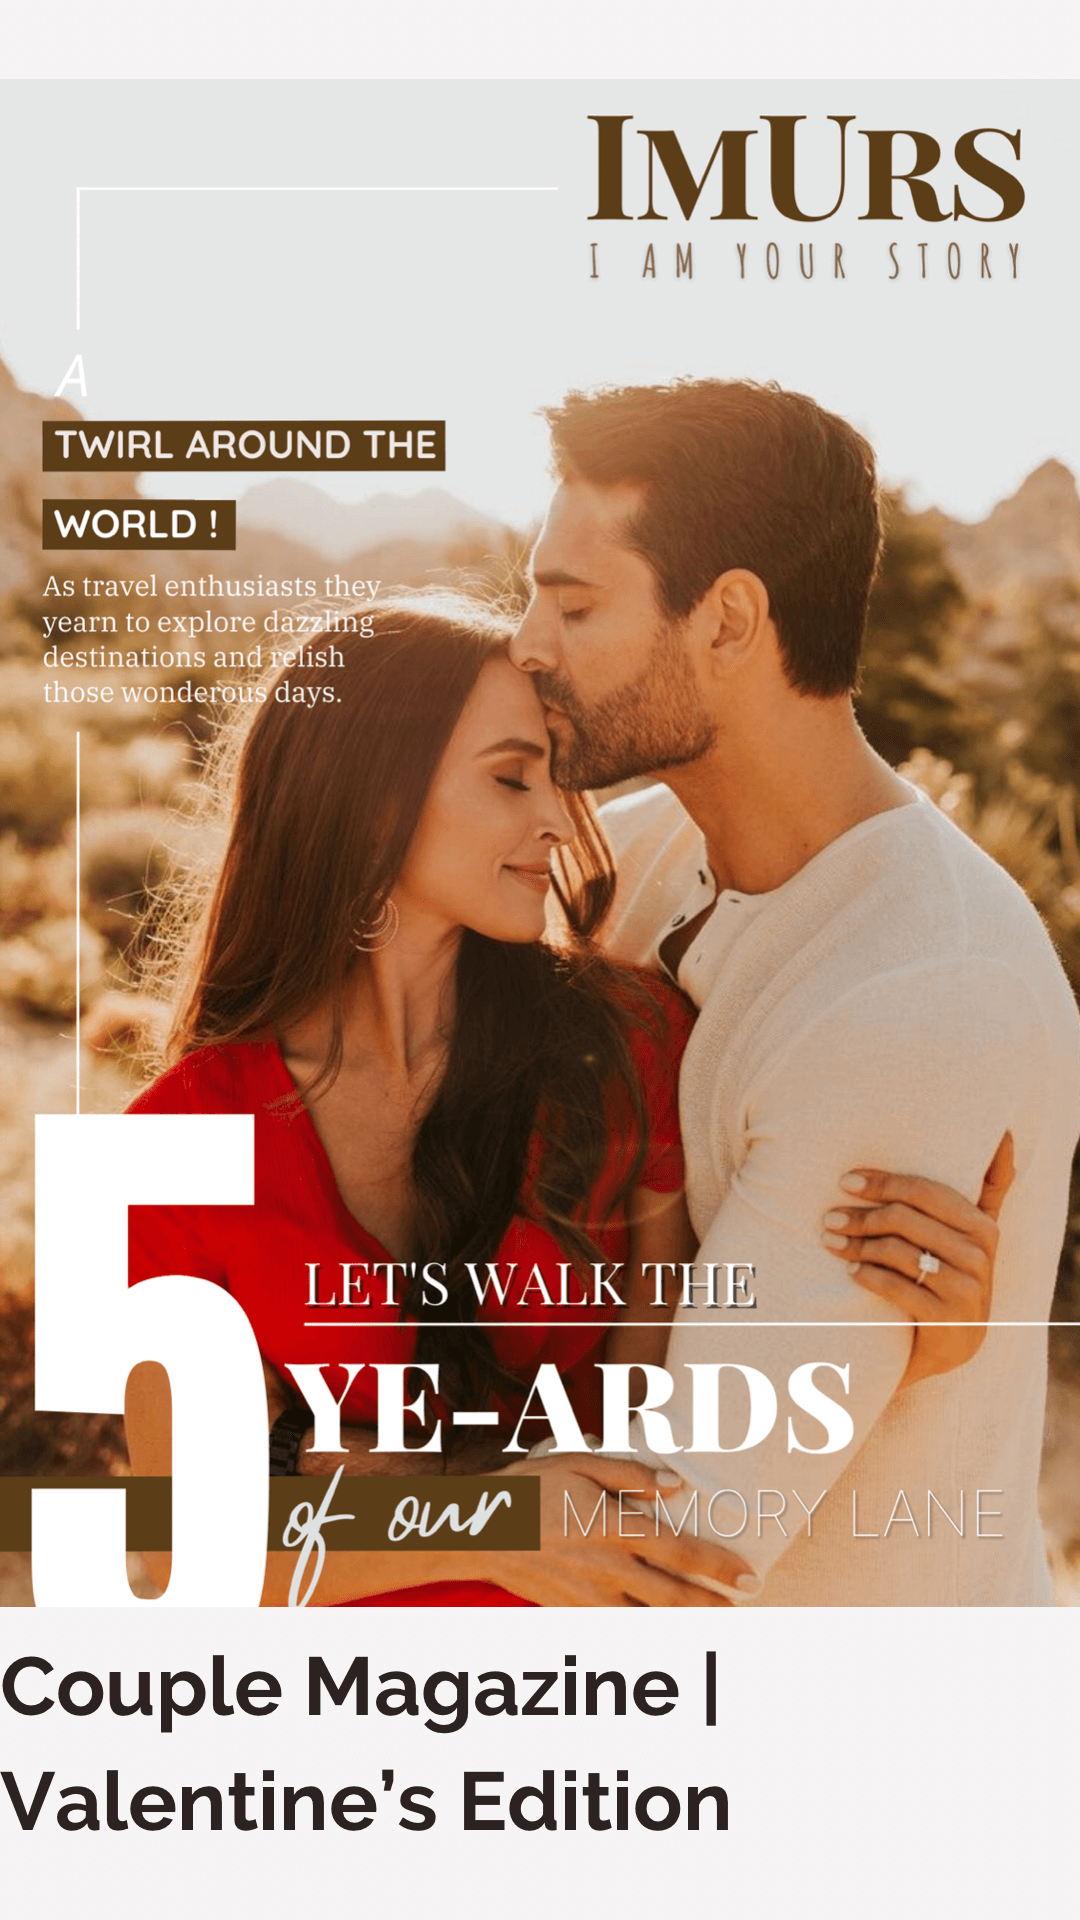 IMURS
I AM YOUR STORY
A
TWIRL AROUND THE
WORLD !
As travel enthusiasts they
yearn to explore dazzling
destinations and relish
those wonderous days.
5
LET'S WALK THE
YE-ARDS
of our MEMORY LANE
Couple Magazine |
Valentine’s Edition